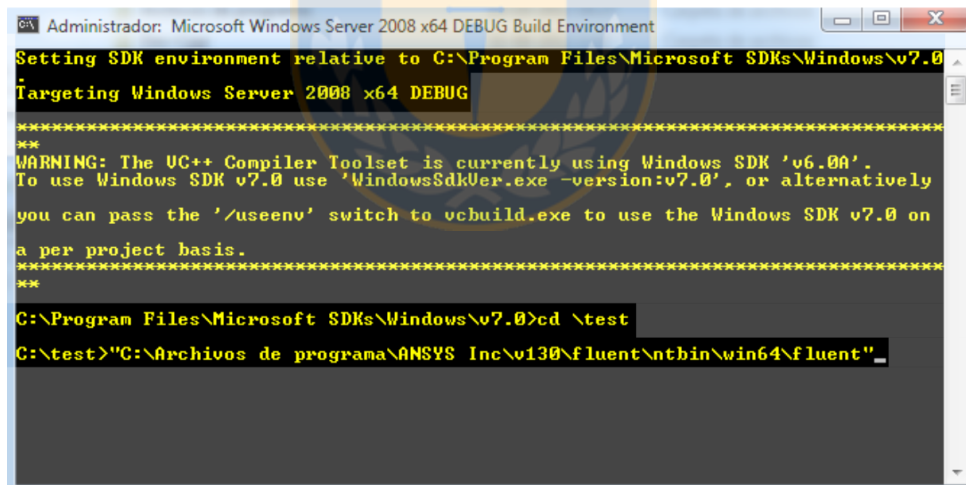 Administrador: Microsoft Windows Server 2008 x64 DEBUG Build Environment
Setting SDK environment relative to C:\Program Files\Microsoft SDKs\Windows\v7.0
.
Targeting Windows Server 2008 x64 DEBUG
********************************************************************************
**
WARNING: The VC++ Compiler Toolset is currently using Windows SDK 'v6.0A'.
To use Windows SDK v7.0 use 'WindowsSdkVer.exe -version:v7.0', or alternatively
you can pass the '/useenv' switch to vcbuild.exe to use the Windows SDK v7.0 on
a per project basis.
********************************************************************************
**
C:\Program Files\Microsoft SDKs\Windows\v7.0>cd \test
C:\test>"C:\Archivos de programa\ANSYS Inc\v130\fluent\ntbin\win64\fluent"_